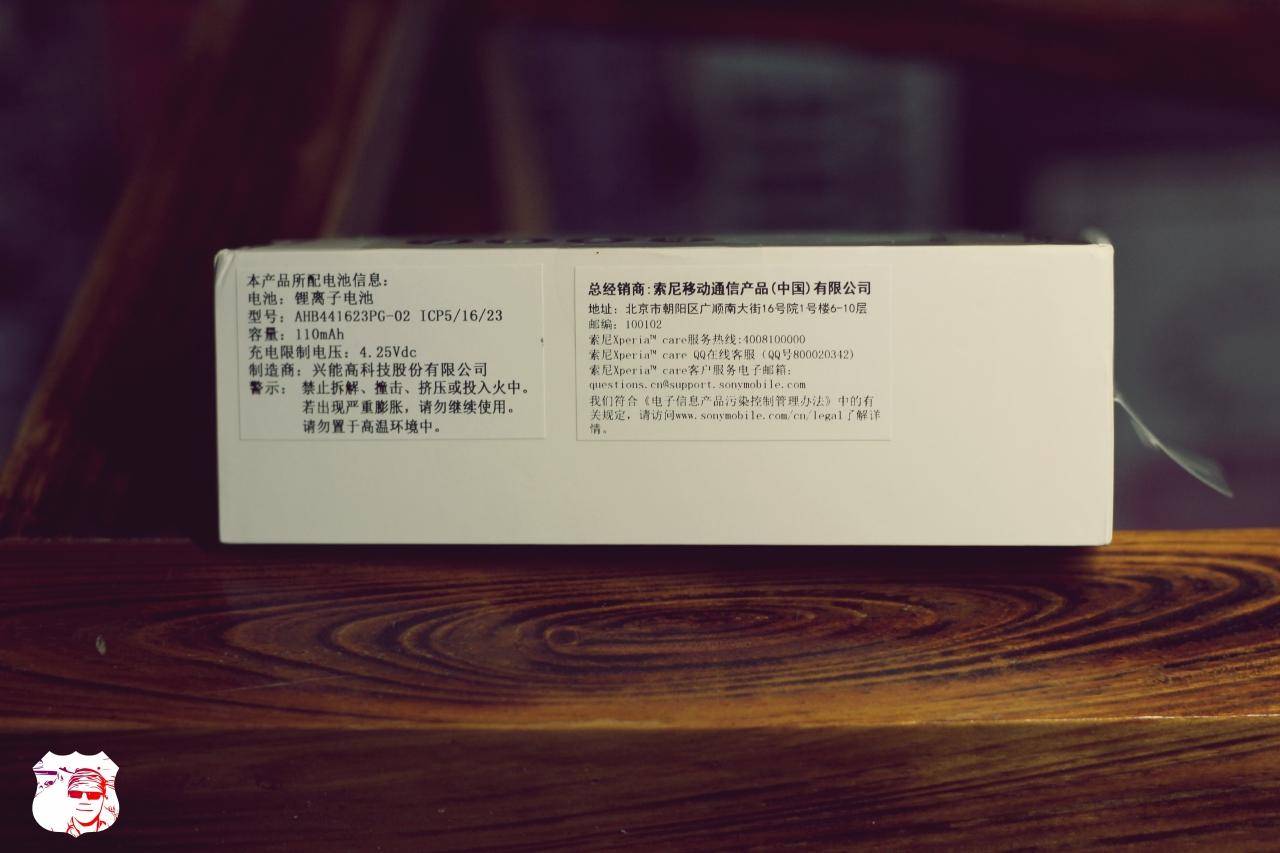 本产品所配电池信息:
电池: 锂离子电池
型号: AHB441623PG-02 ICP5/16/23
容量: 110mAh
充电限制电压: 4.25Vdc
制造商: 兴能高科技股份有限公司
警示: 禁止拆解、撞击、挤压或投入火中。
若出现严重膨胀，请勿继续使用。
请勿置于高温环境中。
总经销商:索尼移动通信产品(中国)有限公司
地址: 北京市朝阳区广顺南大街16号院1号楼6-10层
邮编: 100102
索尼Xperia™ care服务热线:4008100000
索尼Xperia™ care QQ在线客服 (QQ号800020342)
索尼Xperia™ care客户服务电子邮箱:
questions.cn@support.sonymobile.com
我们符合《电子信息产品污染控制管理办法》中的有
关规定，请访问www.sonymobile.com/cn/legal了解详
情。